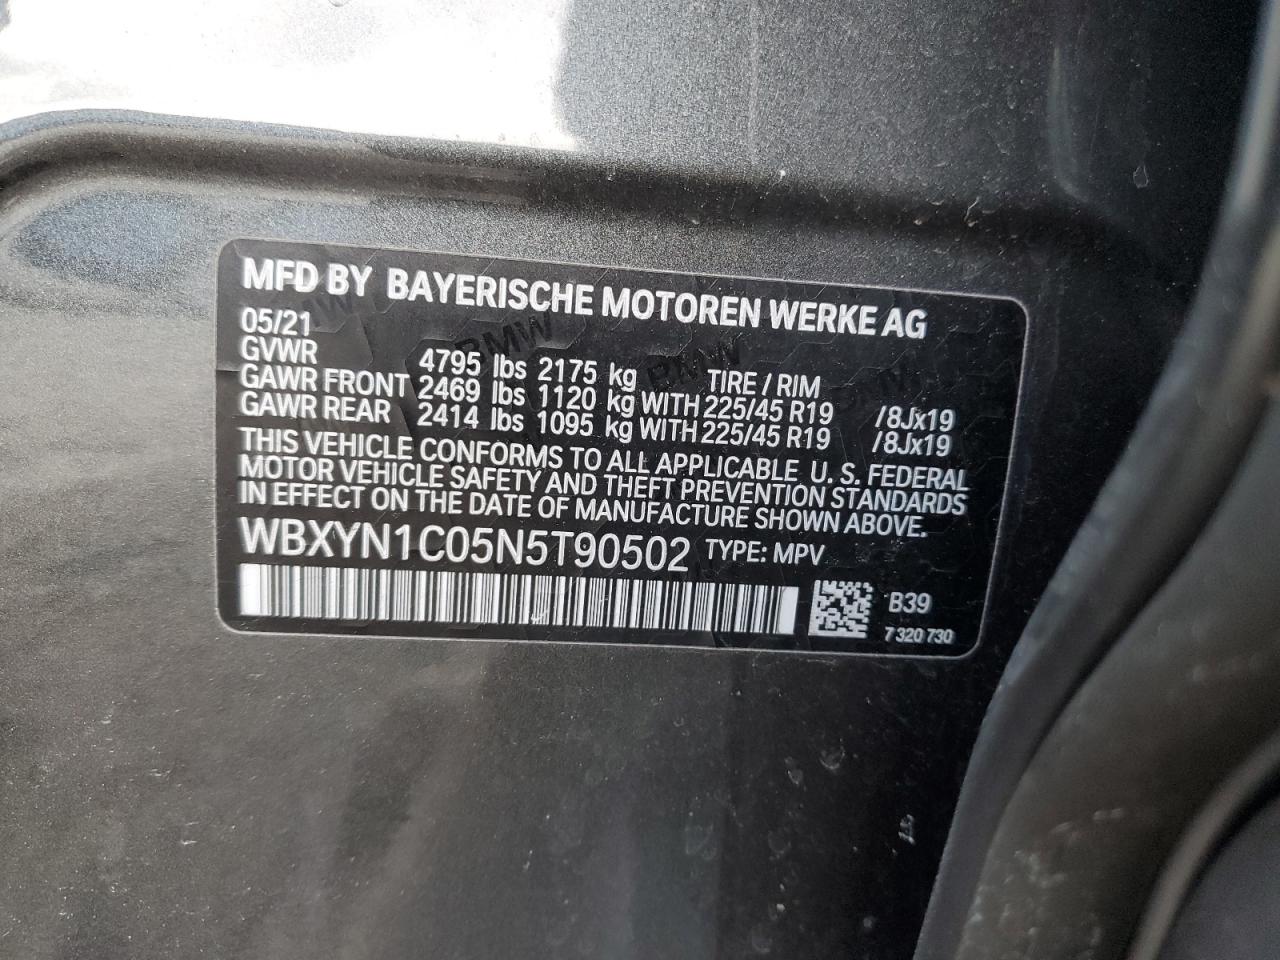 MFD BY BAYERISCHE MOTOREN WERKE AG
05/21
GVWR 4795 lbs 2175 kg TIRE / RIM
GAWR FRONT 2469 lbs 1120 kg WITH 225/45 R19 /8Jx19
GAWR REAR 2414 lbs 1095 kg WITH 225/45 R19 /8Jx19
THIS VEHICLE CONFORMS TO ALL APPLICABLE U. S. FEDERAL
MOTOR VEHICLE SAFETY AND THEFT PREVENTION STANDARDS
IN EFFECT ON THE DATE OF MANUFACTURE SHOWN ABOVE.
WBXYN1C05N5T90502 TYPE: MPV
B39
7 320 730
BMW
BMW